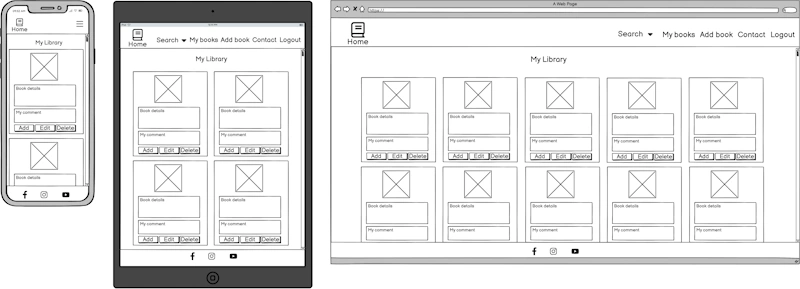 Home
My Library
Book details
My comment
Add Edit Delete
Home
Search My books Add book Contact Logout
My Library
Book details Book details
My comment My comment
Add Edit Delete Add Edit Delete
Book details Book details
My comment My comment
Add Edit Delete Add Edit Delete
A Web Page
Home
Search My books Add book Contact Logout
My Library
Book details Book details Book details Book details Book details
My comment My comment My comment My comment My comment
Add Edit Delete Add Edit Delete Add Edit Delete Add Edit Delete Add Edit Delete
Book details Book details Book details Book details Book details
My comment My comment My comment My comment My comment